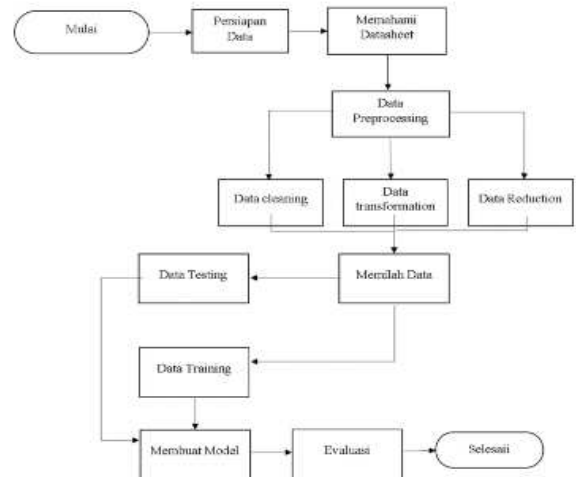 Mulai
Persiapan
Data
Memahami
Datasheet
Data
Preprocessing
Data cleaning
Data
transformation
Data Reduction
Data Testing
Memilah Data
Data Training
Membuat Model
Evaluasi
Selesaii